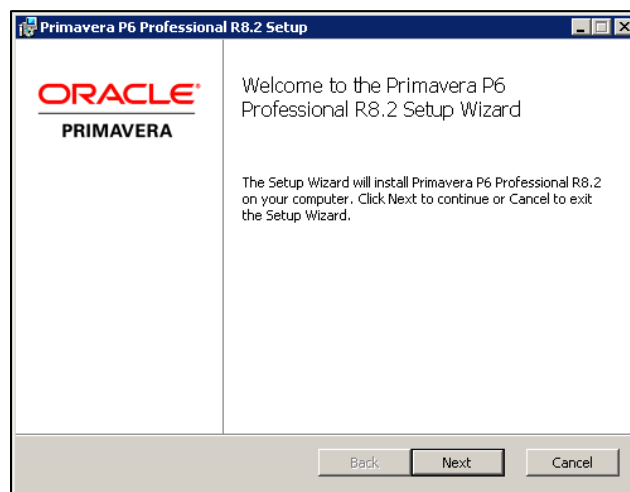 Primavera P6 Professional R8.2 Setup
ORACLE®
PRIMAVERA
Welcome to the Primavera P6
Professional R8.2 Setup Wizard
The Setup Wizard will install Primavera P6 Professional R8.2
on your computer. Click Next to continue or Cancel to exit
the Setup Wizard.
Back Next Cancel